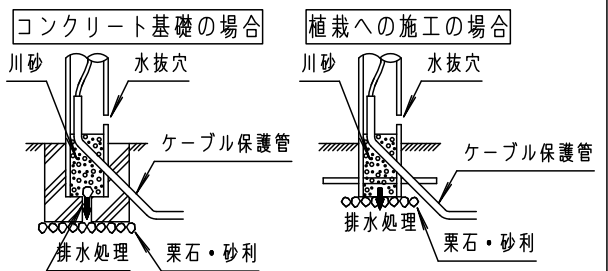 コンクリート基礎の場合
川砂
水抜穴
ケーブル保護管
排水処理
栗石・砂利
植栽への施工の場合
川砂
水抜穴
ケーブル保護管
排水処理
栗石・砂利